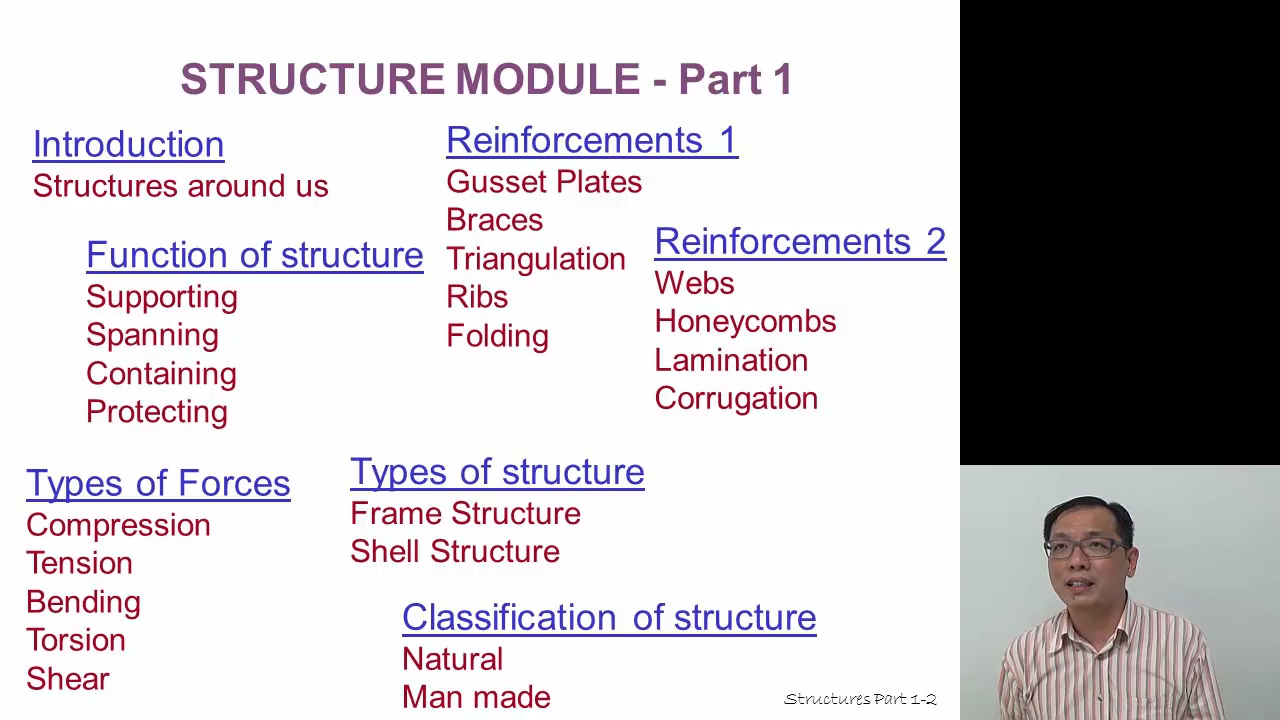 STRUCTURE MODULE - Part 1
Introduction
Structures around us
Function of structure
Supporting
Spanning
Containing
Protecting
Reinforcements 1
Gusset Plates
Braces
Triangulation
Ribs
Folding
Reinforcements 2
Webs
Honeycombs
Lamination
Corrugation
Types of Forces
Compression
Tension
Bending
Torsion
Shear
Types of structure
Frame Structure
Shell Structure
Classification of structure
Natural
Man made
Structures Part 1-2